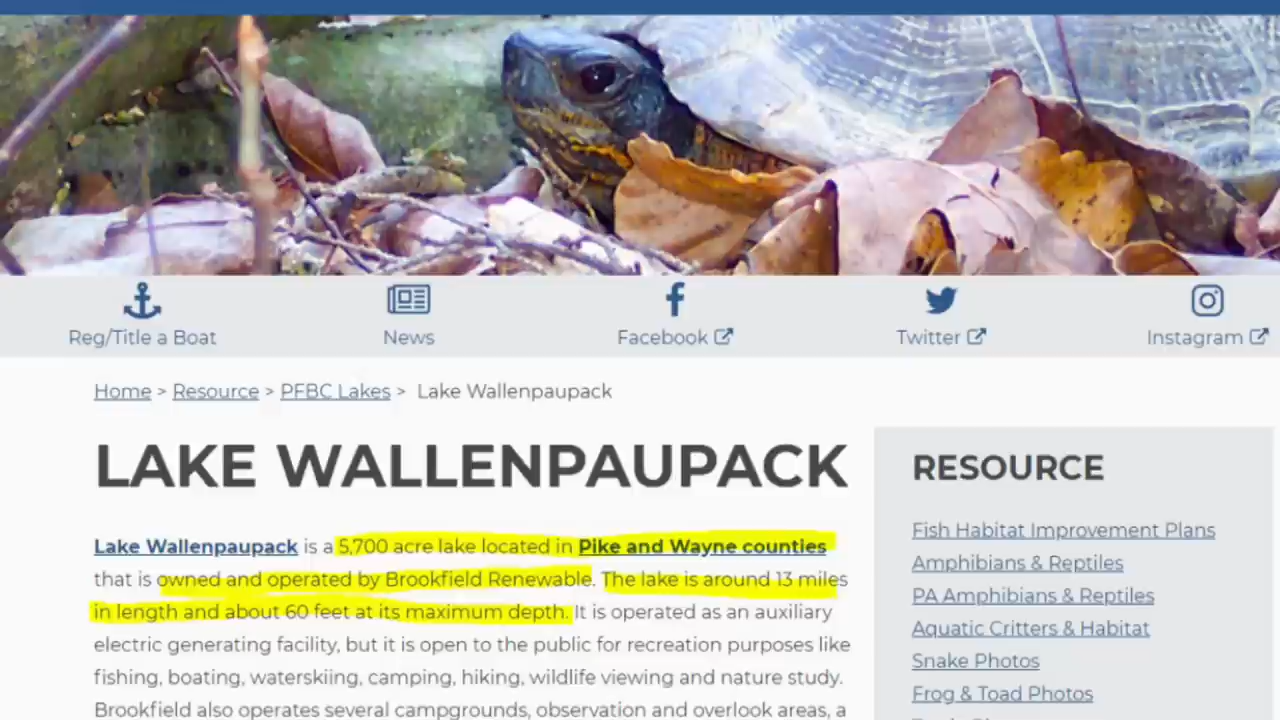 Reg/Title a Boat
News
Facebook
Twitter
Instagram
Home > Resource > PFBC Lakes > Lake Wallenpaupack
LAKE WALLENPAUPACK
Lake Wallenpaupack is a 5,700 acre lake located in Pike and Wayne counties
that is owned and operated by Brookfield Renewable. The lake is around 13 miles
in length and about 60 feet at its maximum depth. It is operated as an auxiliary
electric generating facility, but it is open to the public for recreation purposes like
fishing, boating, waterskiing, camping, hiking, wildlife viewing and nature study.
Brookfield also operates several campgrounds, observation and overlook areas, a
RESOURCE
Fish Habitat Improvement Plans
Amphibians & Reptiles
PA Amphibians & Reptiles
Aquatic Critters & Habitat
Snake Photos
Frog & Toad Photos